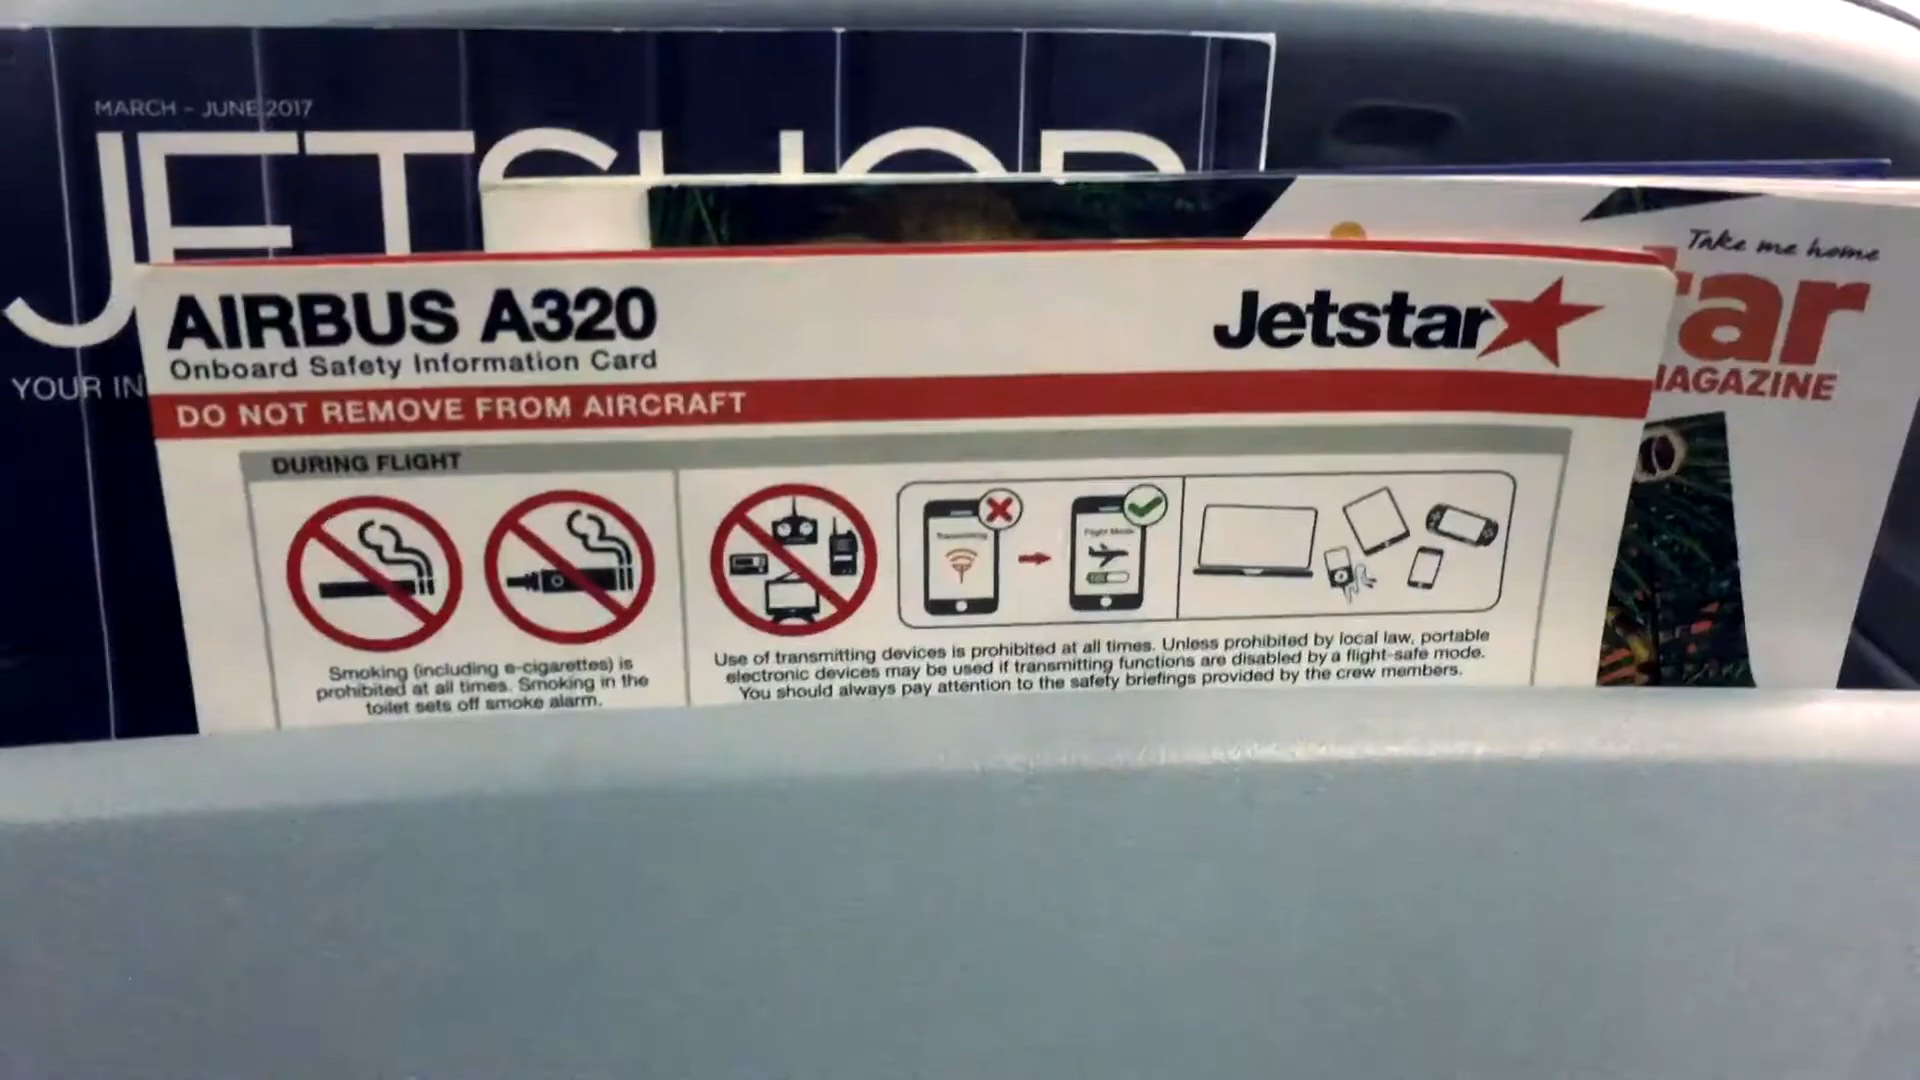 MARCH - JUNE 2017
JETSHOP
YOUR IN
Take me home
ar
MAGAZINE
AIRBUS A320
Onboard Safety Information Card
Jetstar
DO NOT REMOVE FROM AIRCRAFT
DURING FLIGHT
Transmitting
Flight Mode
Smoking (including e-cigarettes) is
prohibited at all times. Smoking in the
toilet sets off smoke alarm.
Use of transmitting devices is prohibited at all times. Unless prohibited by local law, portable
electronic devices may be used if transmitting functions are disabled by a flight-safe mode.
You should always pay attention to the safety briefings provided by the crew members.